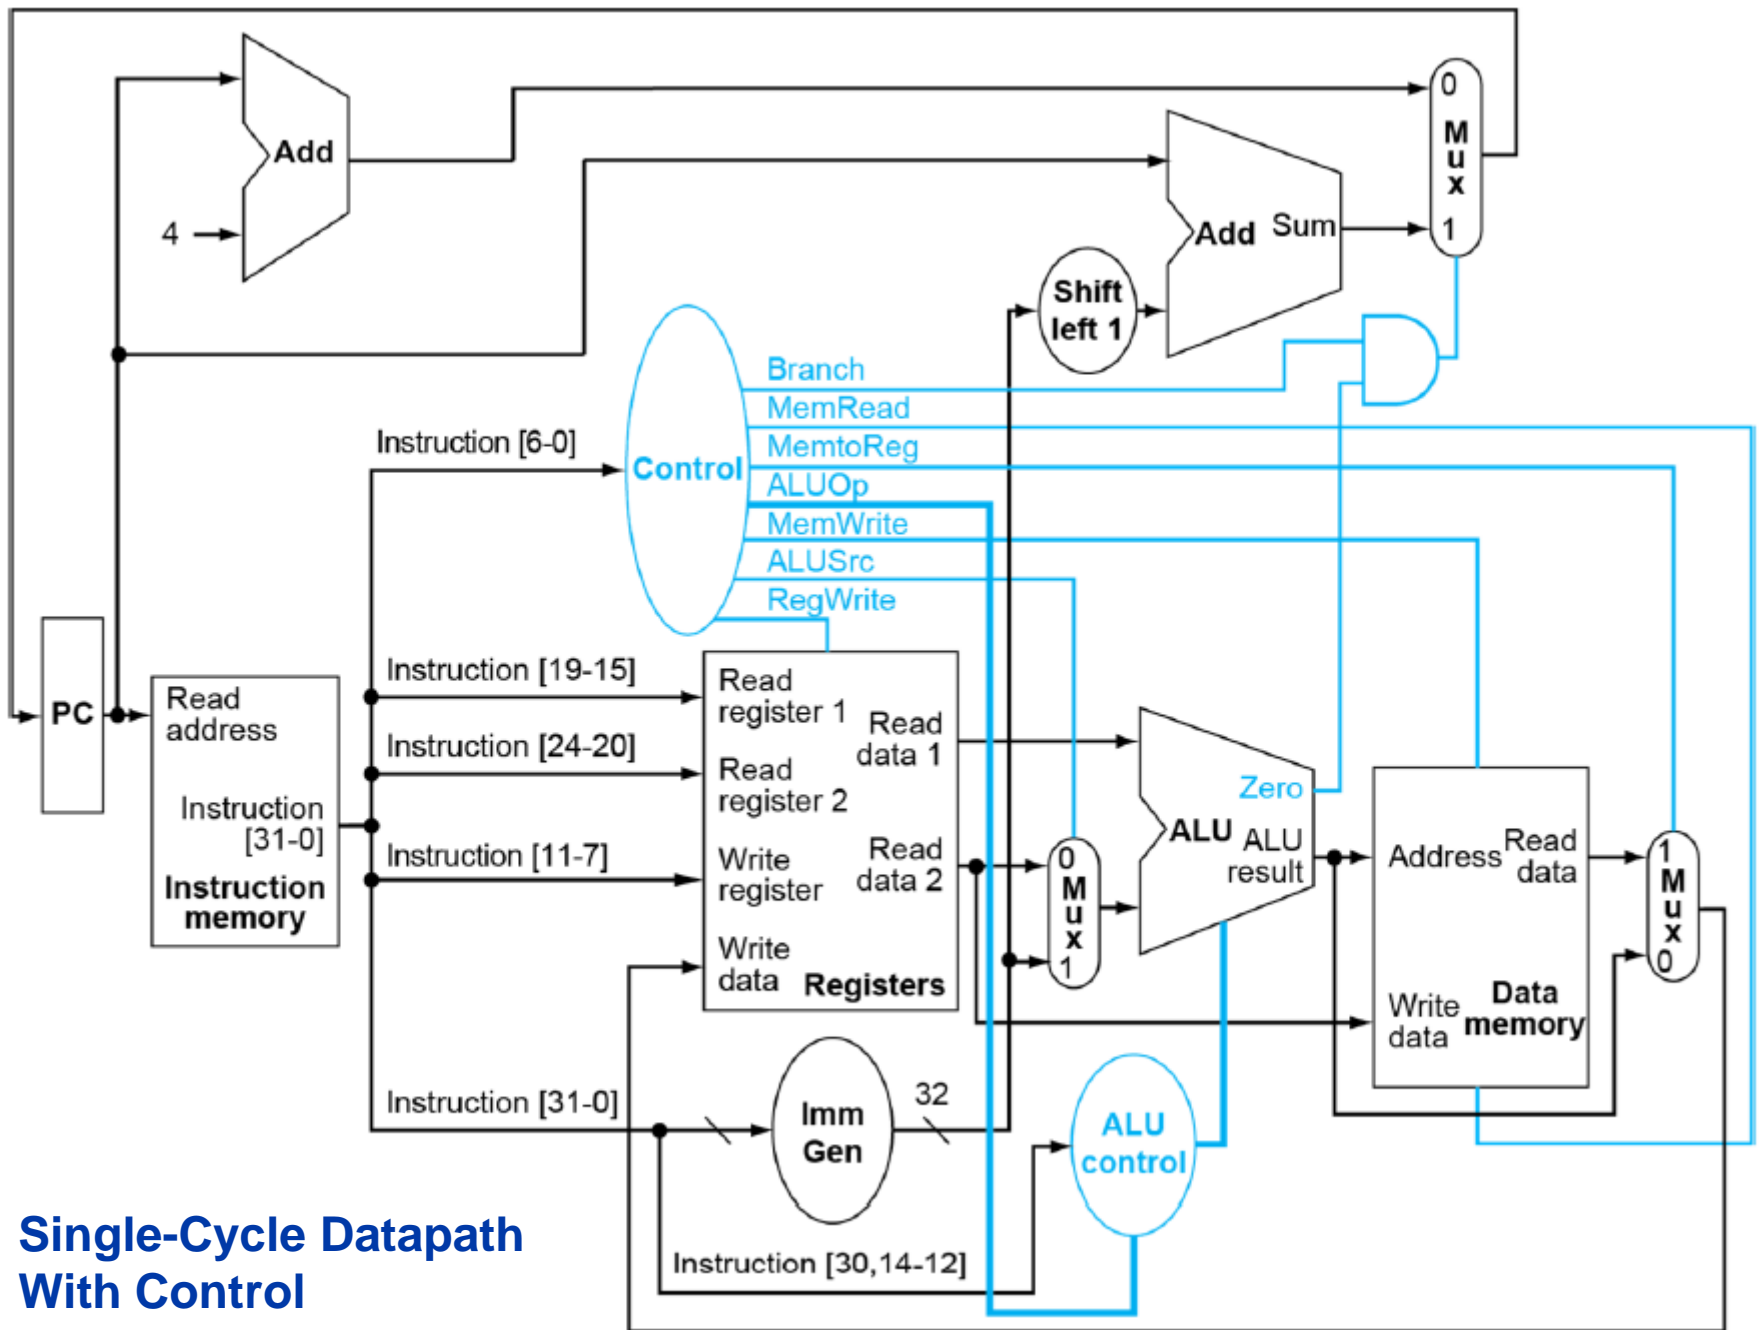 Add
4
Add Sum
0
M
u
x
1
Shift
left 1
Branch
MemRead
MemtoReg
ALUOp
MemWrite
ALUSrc
RegWrite
Control
Instruction [6-0]
Instruction [19-15]
Instruction [24-20]
Instruction [11-7]
Instruction [31-0]
PC
Read
address
Instruction
[31-0]
Instruction
memory
Read
register 1
Read
register 2
Write
register
Write
data
Read
data 1
Read
data 2
Registers
0
M
u
x
1
Zero
ALU
ALU
result
Address
Read
data
Write
data
Data
memory
1
M
u
x
0
Imm
Gen
32
ALU
control
Instruction [30,14-12]
Single-Cycle Datapath
With Control